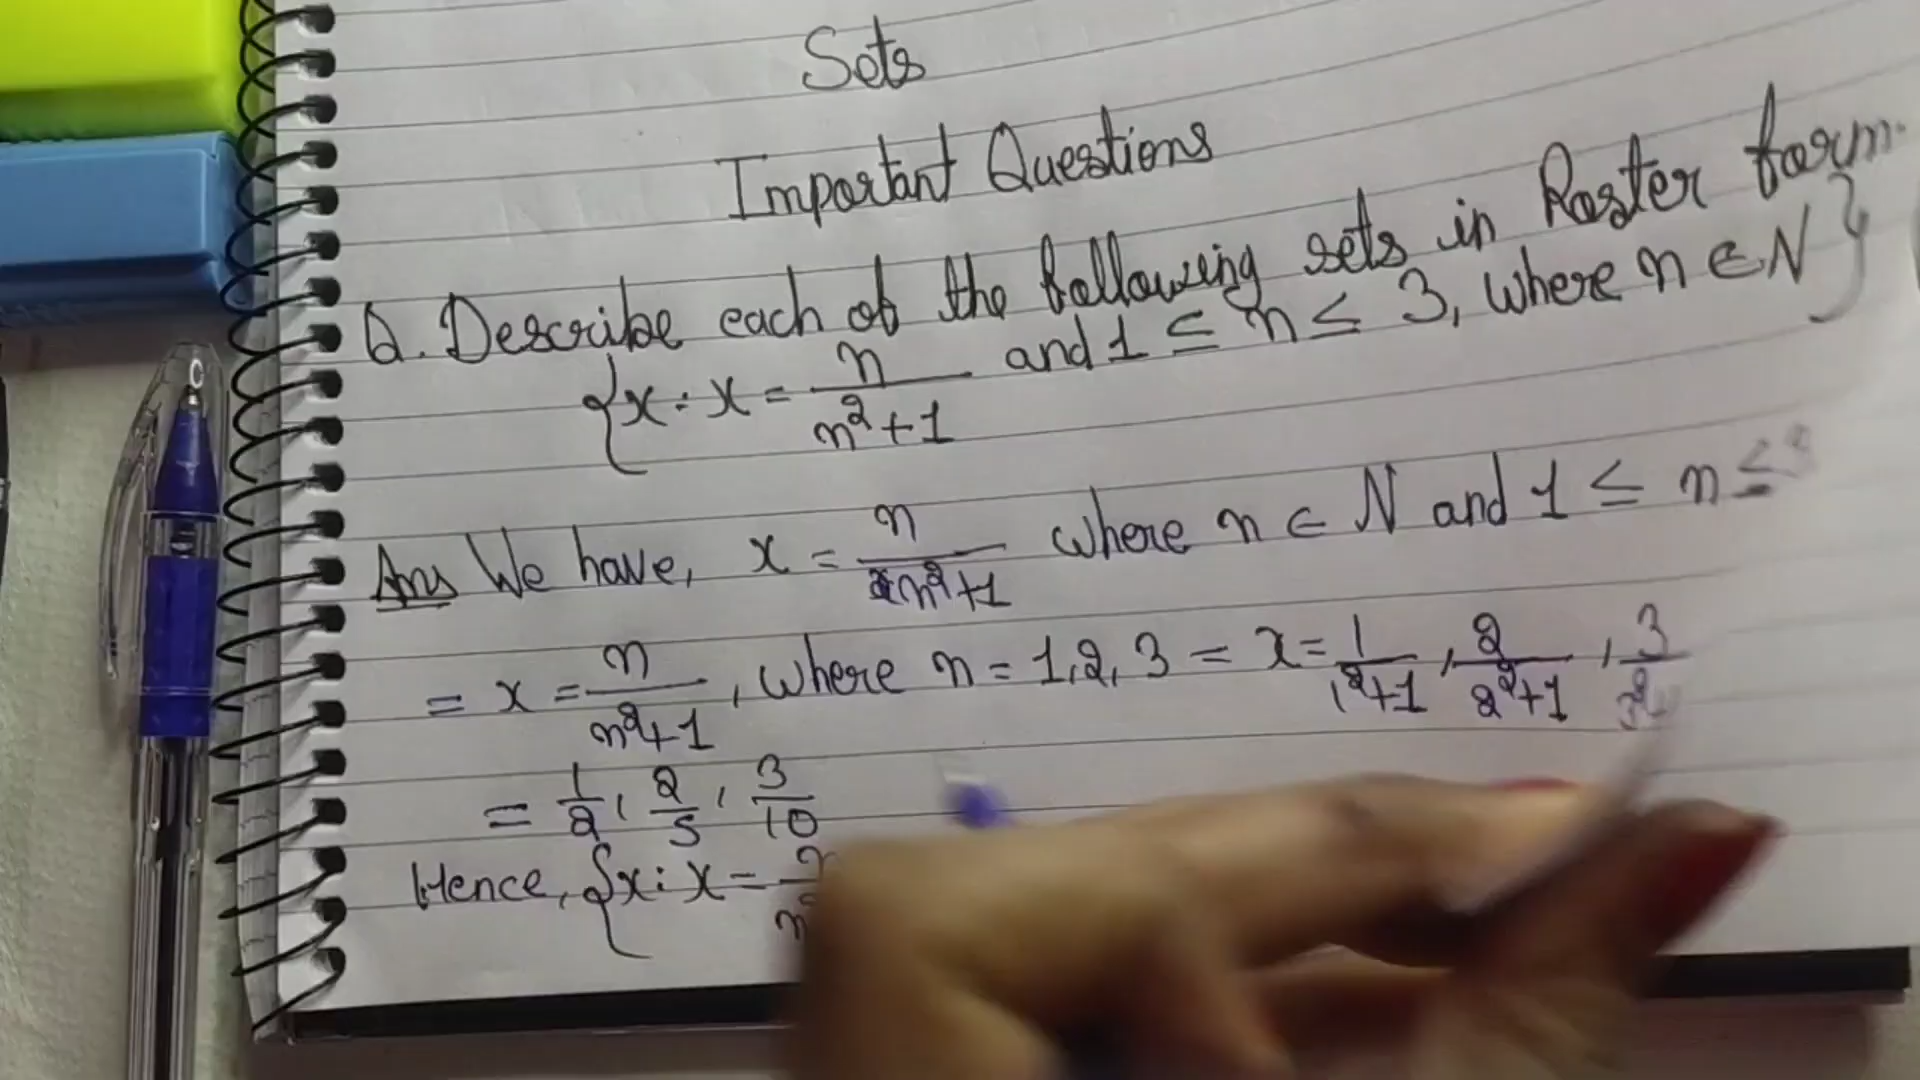 Sets
Important Questions
Q. Describe each of the following sets in Roster form.
{x : x = n/n²+1 and 1 ≤ n ≤ 3, where n ∈ N}
Ans We have, x = n/n²+1 where n ∈ N and 1 ≤ n ≤
= x = n/n²+1, where n = 1, 2, 3 = x = 1/1²+1, 2/2²+1, 3/3²
= 1/2, 2/5, 3/10
Hence, {x : x = n/n²